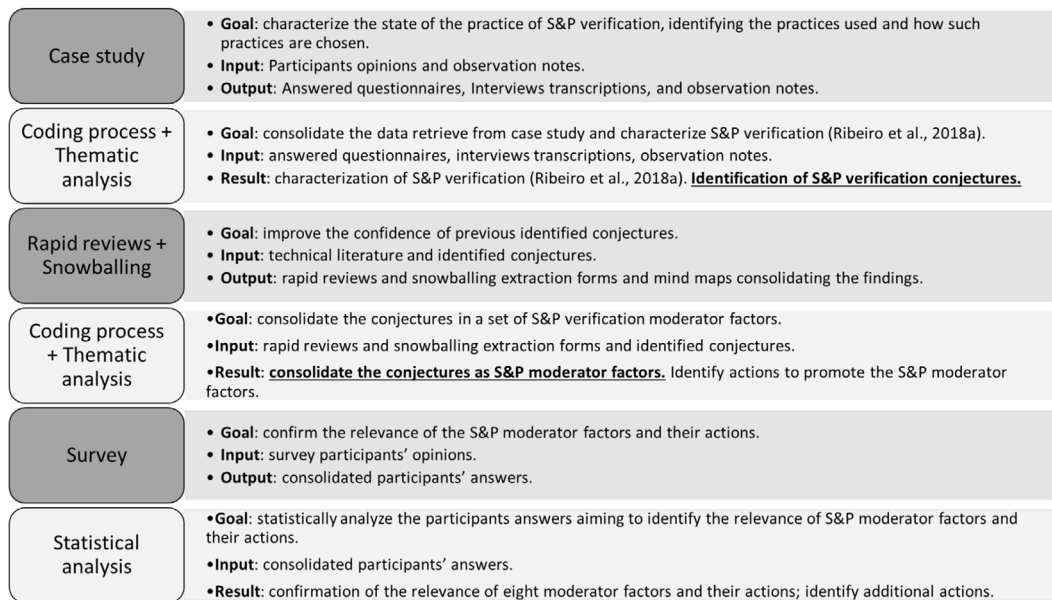 Case study
• Goal: characterize the state of the practice of S&P verification, identifying the practices used and how such
practices are chosen.
• Input: Participants opinions and observation notes.
• Output: Answered questionnaires, Interviews transcriptions, and observation notes.
Coding process +
Thematic
analysis
• Goal: consolidate the data retrieve from case study and characterize S&P verification (Ribeiro et al., 2018a).
• Input: answered questionnaires, interviews transcriptions, observation notes.
• Result: characterization of S&P verification (Ribeiro et al., 2018a). Identification of S&P verification conjectures.
Rapid reviews +
Snowballing
• Goal: improve the confidence of previous identified conjectures.
• Input: technical literature and identified conjectures.
• Output: rapid reviews and snowballing extraction forms and mind maps consolidating the findings.
Coding process
+ Thematic
analysis
•Goal: consolidate the conjectures in a set of S&P verification moderator factors.
•Input: rapid reviews and snowballing extraction forms and identified conjectures.
•Result: consolidate the conjectures as S&P moderator factors. Identify actions to promote the S&P moderator
factors.
Survey
• Goal: confirm the relevance of the S&P moderator factors and their actions.
• Input: survey participants’ opinions.
• Output: consolidated participants’ answers.
Statistical
analysis
•Goal: statistically analyze the participants answers aiming to identify the relevance of S&P moderator factors and
their actions.
•Input: consolidated participants’ answers.
•Result: confirmation of the relevance of eight moderator factors and their actions; identify additional actions.